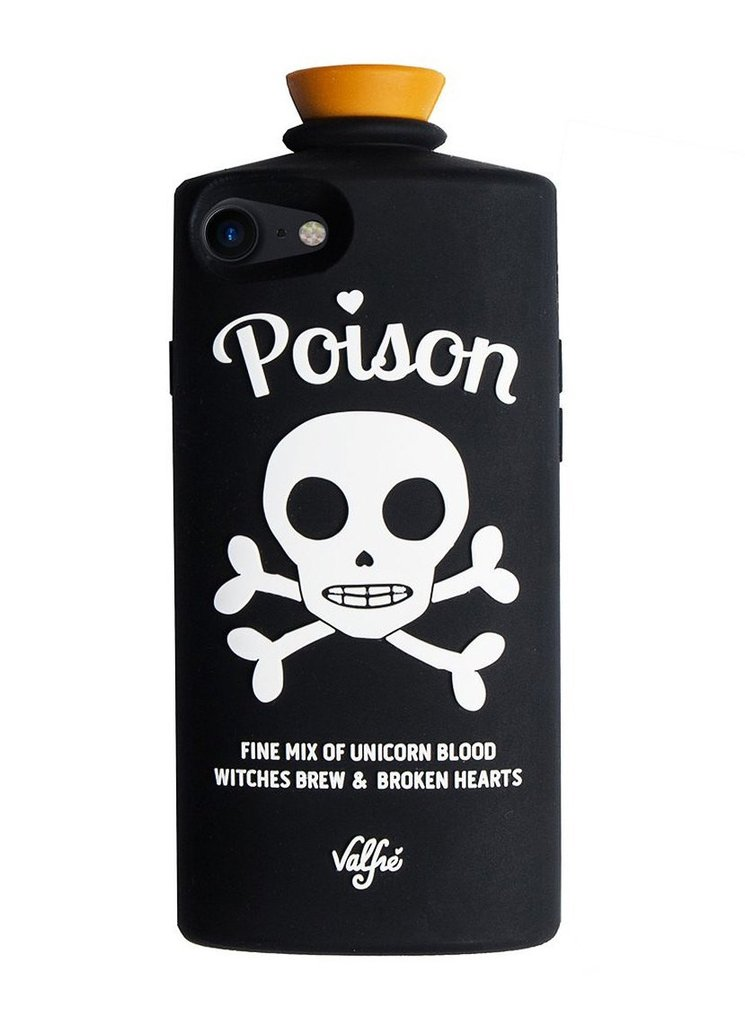 Poison
FINE MIX OF UNICORN BLOOD
WITCHES BREW & BROKEN HEARTS
Valfré